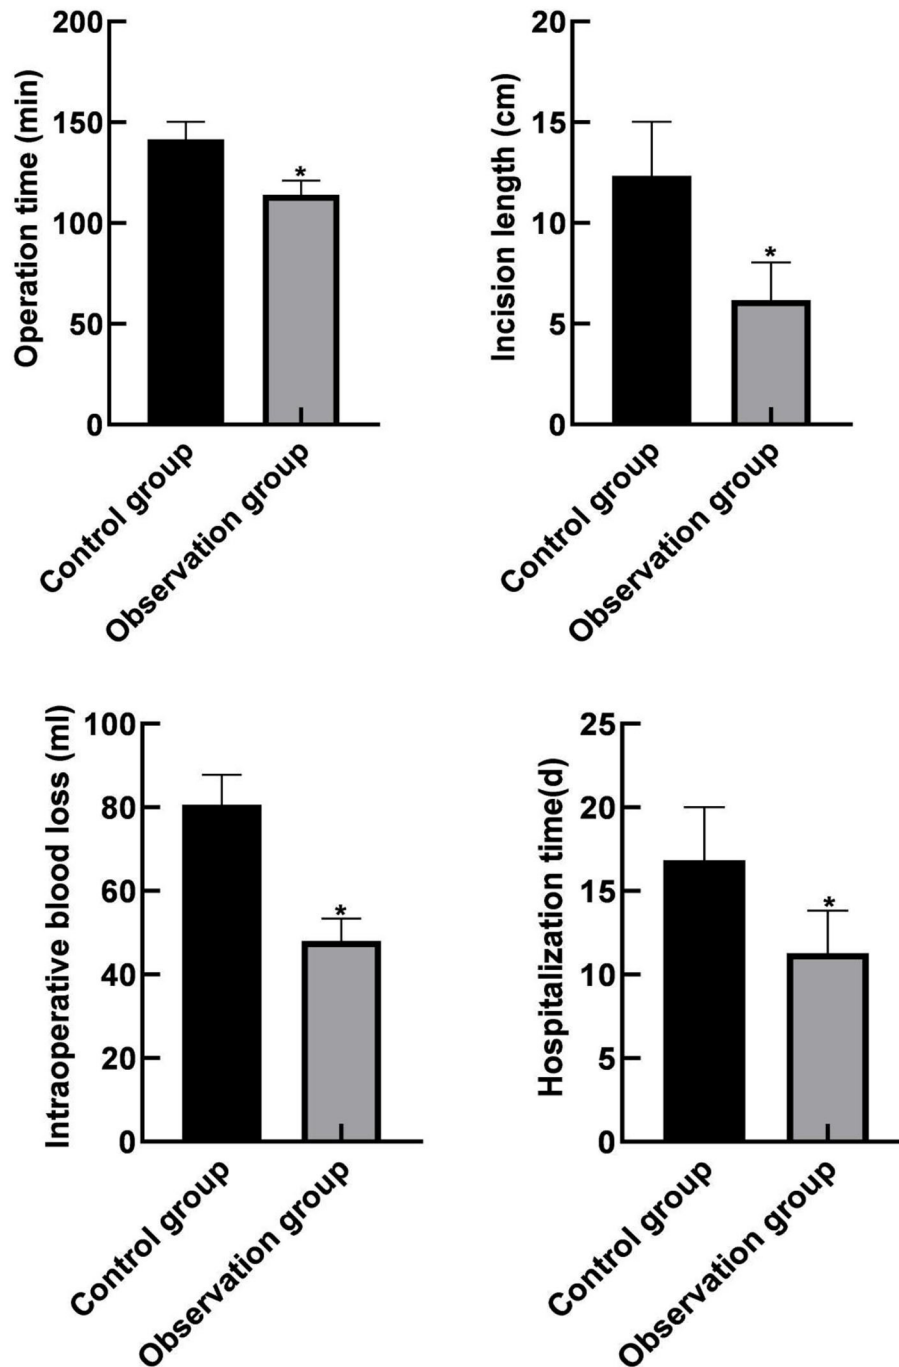 Operation time (min)
200
150
100
50
0
*
Control group
Observation group
Incision length (cm)
20
15
10
5
0
*
Control group
Observation group
Intraoperative blood loss (ml)
100
80
60
40
20
0
*
Control group
Observation group
Hospitalization time(d)
25
20
15
10
5
0
*
Control group
Observation group